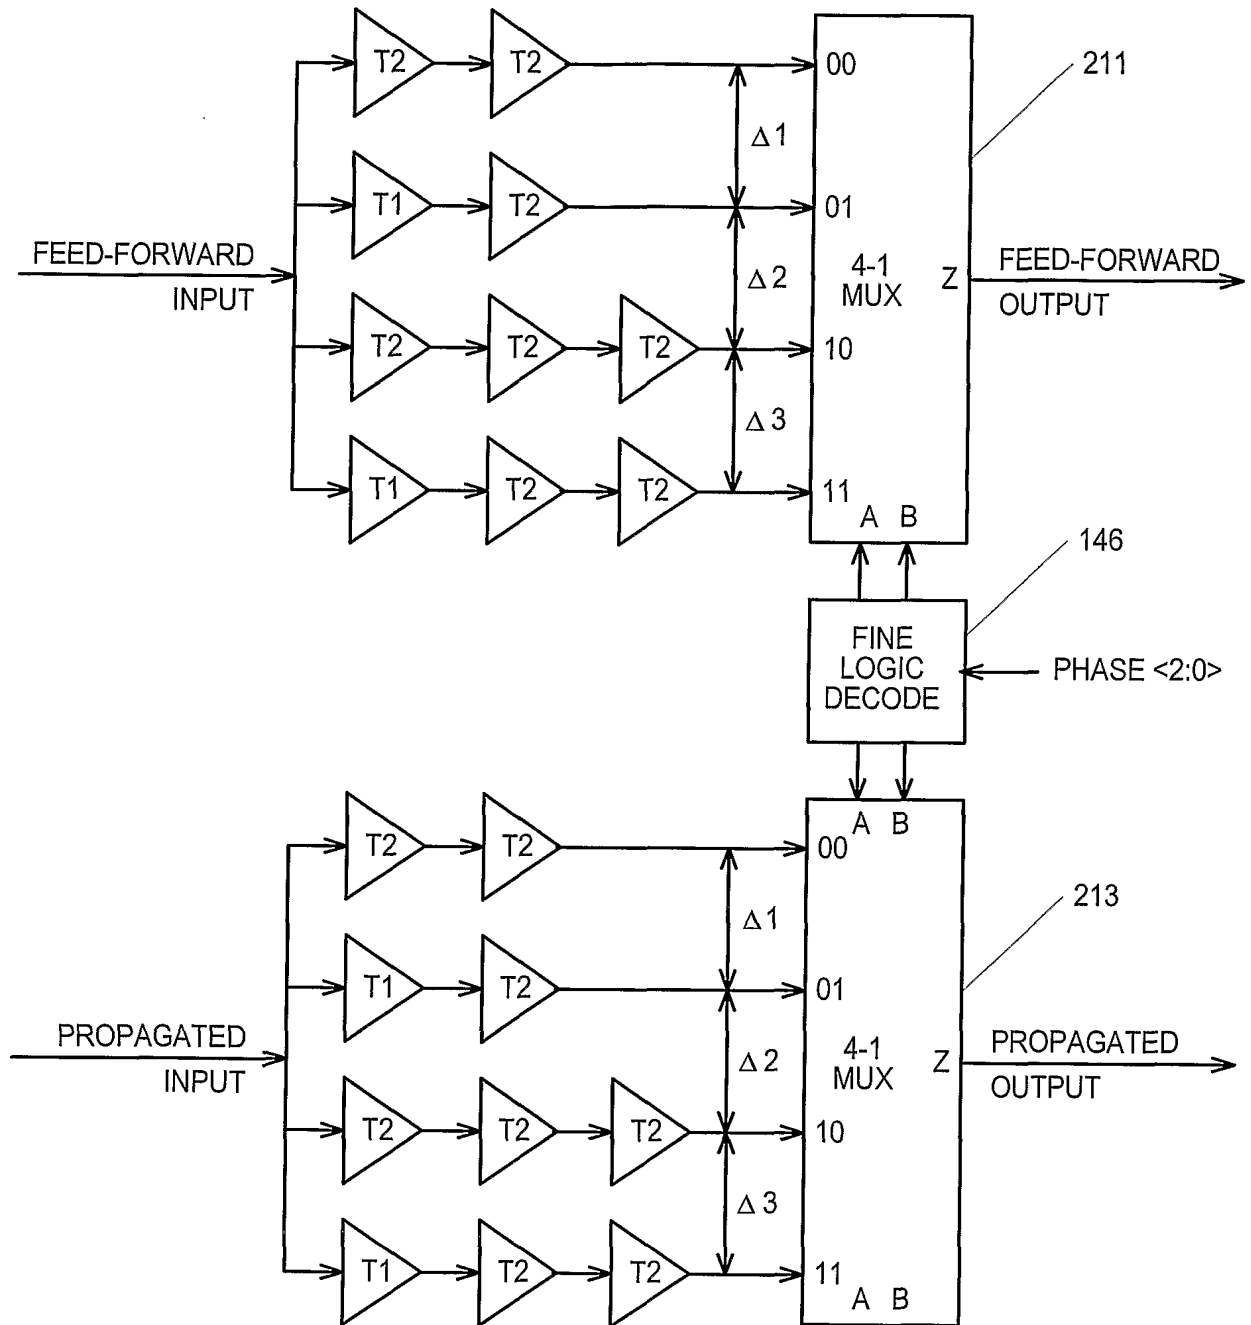 T2 T2 00 211
Δ1
T1 T2 01
FEED-FORWARD INPUT
Δ2
4-1
MUX
Z
FEED-FORWARD
OUTPUT
T2 T2 T2 10
Δ3
T1 T2 T2 11
A B
146
FINE
LOGIC
DECODE
PHASE <2:0>
A B
T2 T2 00
213
Δ1
T1 T2 01
PROPAGATED
INPUT
Δ2
4-1
MUX
Z
PROPAGATED
OUTPUT
T2 T2 T2 10
Δ3
T1 T2 T2 11
A B